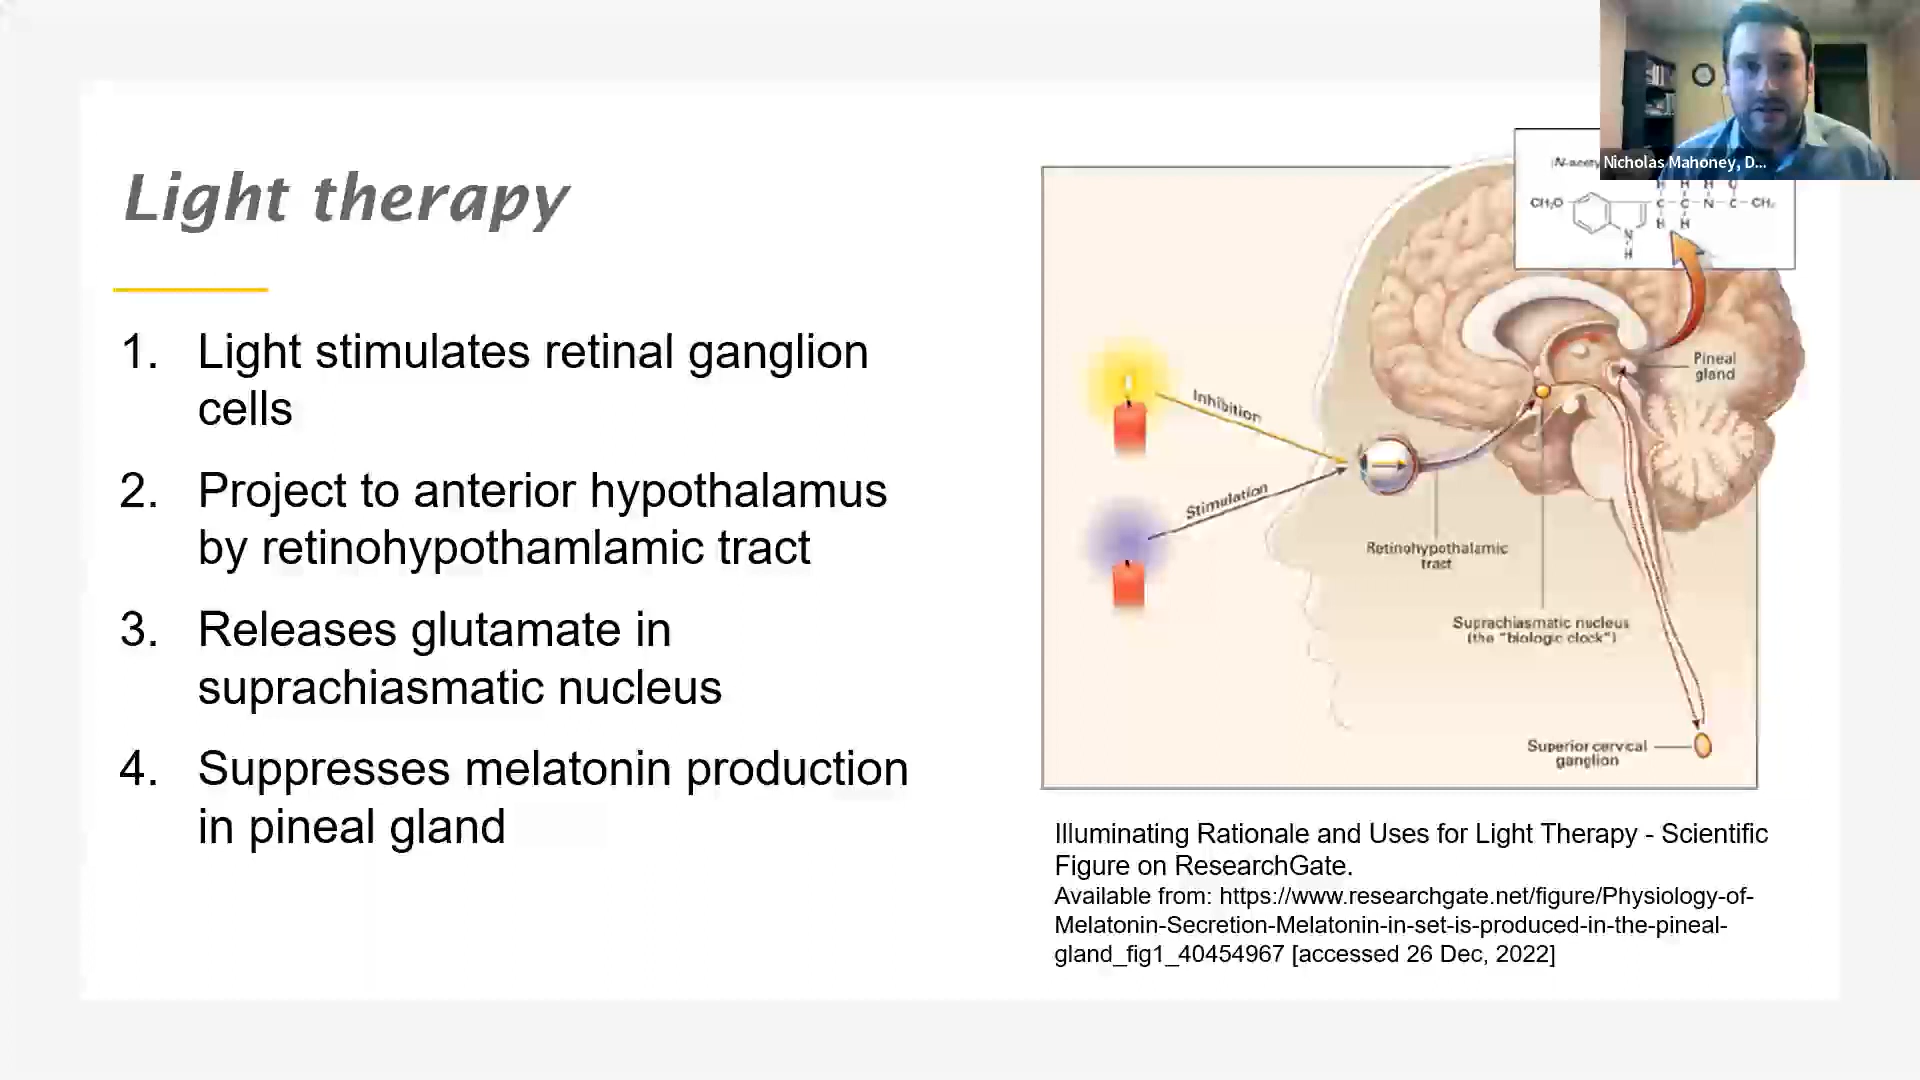 Light therapy
1. Light stimulates retinal ganglion
cells
2. Project to anterior hypothalamus
by retinohypothamlamic tract
3. Releases glutamate in
suprachiasmatic nucleus
4. Suppresses melatonin production
in pineal gland
Nicholas Mahoney, D...
CH₃O
H H H O
C C N C CH₃
H H
N
H
Pineal
gland
Inhibition
Stimulation
Retinohypothalamic
tract
Suprachiasmatic nucleus
(the "biologic clock")
Superior cervical
ganglion
Illuminating Rationale and Uses for Light Therapy - Scientific
Figure on ResearchGate.
Available from: https://www.researchgate.net/figure/Physiology-of-
Melatonin-Secretion-Melatonin-in-set-is-produced-in-the-pineal-
gland_fig1_40454967 [accessed 26 Dec, 2022]